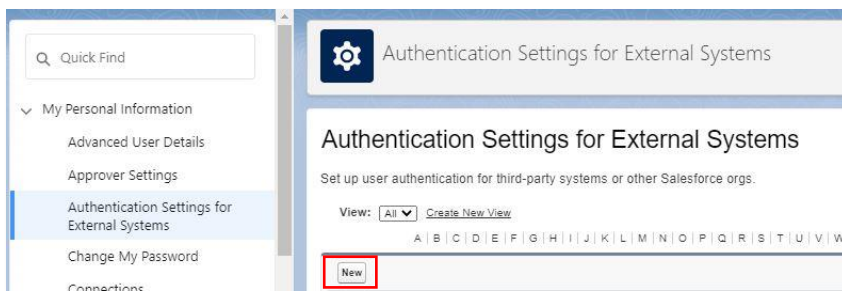 Quick Find
My Personal Information
Advanced User Details
Approver Settings
Authentication Settings for
External Systems
Change My Password
Connections
Authentication Settings for External Systems
Authentication Settings for External Systems
Set up user authentication for third-party systems or other Salesforce orgs.
View: All Create New View
A | B | C | D | E | F | G | H | I | J | K | L | M | N | O | P | Q | R | S | T | U | V | W
New